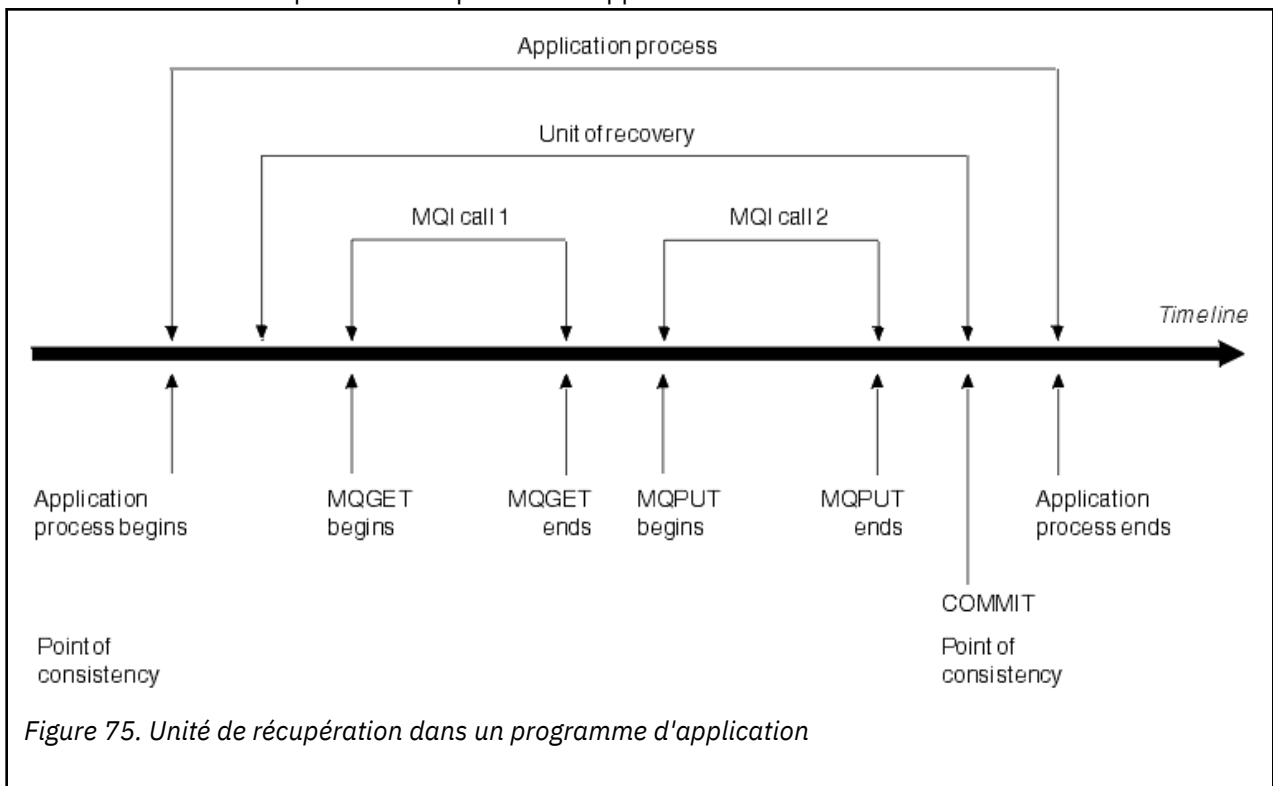 Application process
Unit of recovery
MQI call 1
MQI call 2
Timeline
Application
process begins
MQGET
begins
MQGET
ends
MQPUT
begins
MQPUT
ends
Application
process ends
COMMIT
Point of
consistency
Point of
consistency
Figure 75. Unité de récupération dans un programme d'application